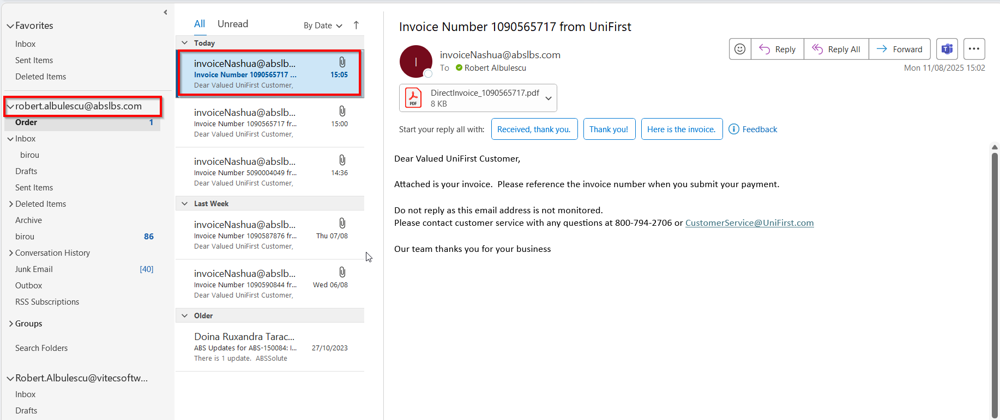 Favorites
Inbox
Sent Items
Deleted Items
robert.albulescu@abslbs.com
Order 1
Inbox
birou
Drafts
Sent Items
Deleted Items
Archive
birou 86
Conversation History
Junk Email [40]
Outbox
RSS Subscriptions
Groups
Search Folders
Robert.Albulescu@vitecsoftw...
Inbox
Drafts
All Unread By Date
Today
invoiceNashua@abslb...
Invoice Number 1090565717 ... 15:05
Dear Valued UniFirst Customer,
invoiceNashua@abslb...
Invoice Number 1090565717 fr... 15:00
Dear Valued UniFirst Customer,
invoiceNashua@abslb...
Invoice Number 5090004049 fr... 14:36
Dear Valued UniFirst Customer,
Last Week
invoiceNashua@abslb...
Invoice Number 1090587876 fr... Thu 07/08
Dear Valued UniFirst Customer,
invoiceNashua@abslb...
Invoice Number 1090590844 fr... Wed 06/08
Dear Valued UniFirst Customer,
Older
Doina Ruxandra Tarac...
ABS Updates for ABS-150084: I... 27/10/2023
There is 1 update. ABSSolute
Invoice Number 1090565717 from UniFirst
I
invoiceNashua@abslbs.com
To Robert Albulescu
Reply Reply All Forward
Mon 11/08/2025 15:02
PDF
DirectInvoice_1090565717.pdf
8 KB
Start your reply all with: Received, thank you. Thank you! Here is the invoice. Feedback
Dear Valued UniFirst Customer,
Attached is your invoice.  Please reference the invoice number when you submit your payment.
Do not reply as this email address is not monitored.
Please contact customer service with any questions at 800-794-2706 or CustomerService@UniFirst.com
Our team thanks you for your business